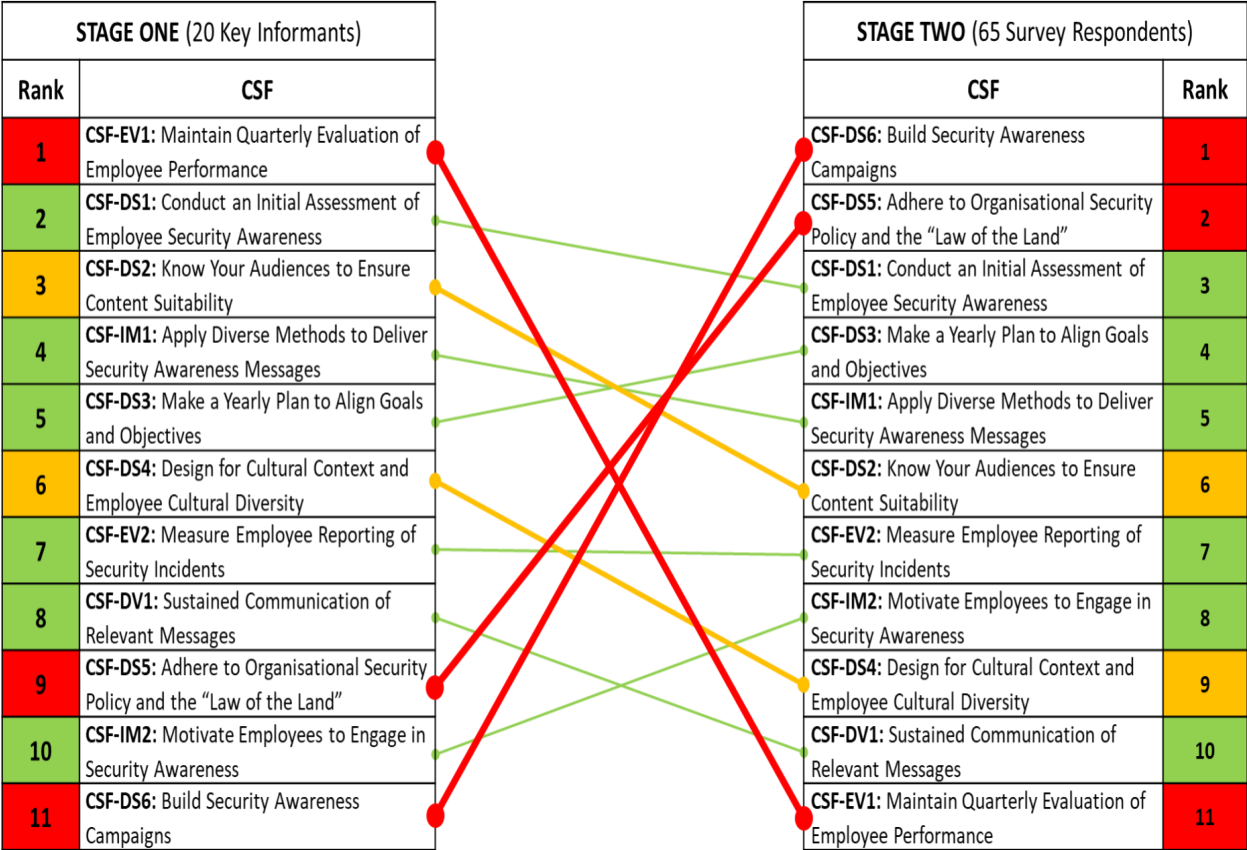 STAGE ONE (20 Key Informants)
Rank
CSF
1
CSF-EV1: Maintain Quarterly Evaluation of
Employee Performance
2
CSF-DS1: Conduct an Initial Assessment of
Employee Security Awareness
3
CSF-DS2: Know Your Audiences to Ensure
Content Suitability
4
CSF-IM1: Apply Diverse Methods to Deliver
Security Awareness Messages
5
CSF-DS3: Make a Yearly Plan to Align Goals
and Objectives
6
CSF-DS4: Design for Cultural Context and
Employee Cultural Diversity
7
CSF-EV2: Measure Employee Reporting of
Security Incidents
8
CSF-DV1: Sustained Communication of
Relevant Messages
9
CSF-DS5: Adhere to Organisational Security
Policy and the “Law of the Land”
10
CSF-IM2: Motivate Employees to Engage in
Security Awareness
11
CSF-DS6: Build Security Awareness
Campaigns
STAGE TWO (65 Survey Respondents)
CSF
Rank
CSF-DS6: Build Security Awareness
Campaigns
1
CSF-DS5: Adhere to Organisational Security
Policy and the “Law of the Land”
2
CSF-DS1: Conduct an Initial Assessment of
Employee Security Awareness
3
CSF-DS3: Make a Yearly Plan to Align Goals
and Objectives
4
CSF-IM1: Apply Diverse Methods to Deliver
Security Awareness Messages
5
CSF-DS2: Know Your Audiences to Ensure
Content Suitability
6
CSF-EV2: Measure Employee Reporting of
Security Incidents
7
CSF-IM2: Motivate Employees to Engage in
Security Awareness
8
CSF-DS4: Design for Cultural Context and
Employee Cultural Diversity
9
CSF-DV1: Sustained Communication of
Relevant Messages
10
CSF-EV1: Maintain Quarterly Evaluation of
Employee Performance
11